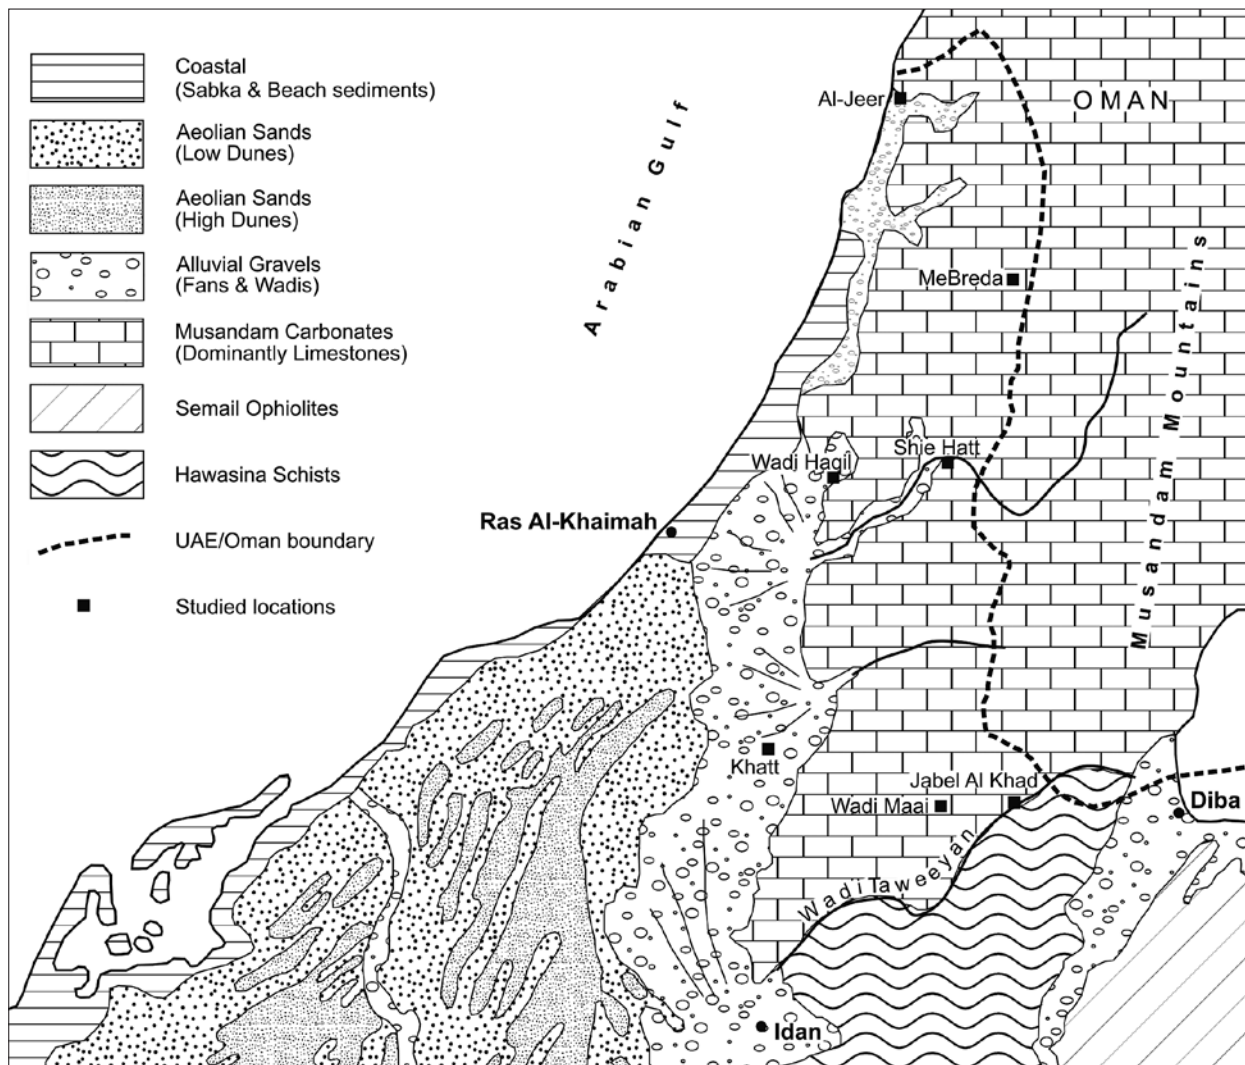 Coastal
(Sabka & Beach sediments)
Aeolian Sands
(Low Dunes)
Aeolian Sands
(High Dunes)
Alluvial Gravels
(Fans & Wadis)
Musandam Carbonates
(Dominantly Limestones)
Semail Ophiolites
Hawasina Schists
UAE/Oman boundary
Studied locations
Arabian Gulf
Al-Jeer
OMAN
MeBreda
Musandam Mountains
Shie Hatt
Wadi Haqil
Ras Al-Khaimah
Khatt
Jabel Al Khad
Wadi Maai
Diba
Wadi Taweeyan
Idan